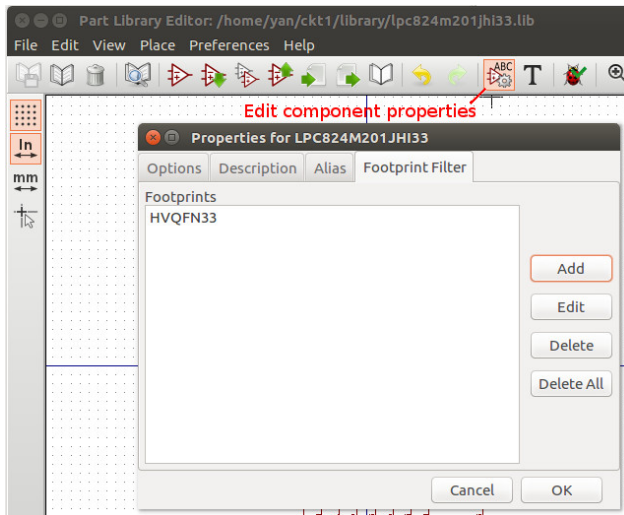 Part Library Editor: /home/yan/ckt1/library/lpc824m201jhi33.lib
File Edit View Place Preferences Help
ABC
T
Edit component properties
In
mm
Properties for LPC824M201JHI33
Options Description Alias Footprint Filter
Footprints
HVQFN33
Add
Edit
Delete
Delete All
Cancel OK